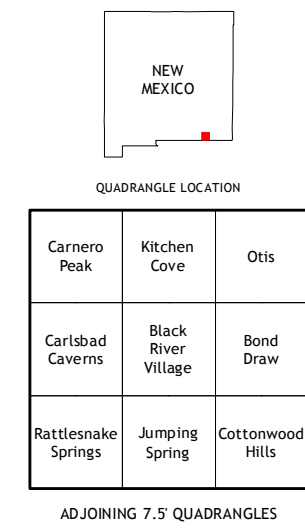 NEW
MEXICO
QUADRANGLE LOCATION
Carnero
Peak
Kitchen
Cove
Otis
Carlsbad
Caverns
Black
River
Village
Bond
Draw
Rattlesnake
Springs
Jumping
Spring
Cottonwood
Hills
ADJOINING 7.5' QUADRANGLES